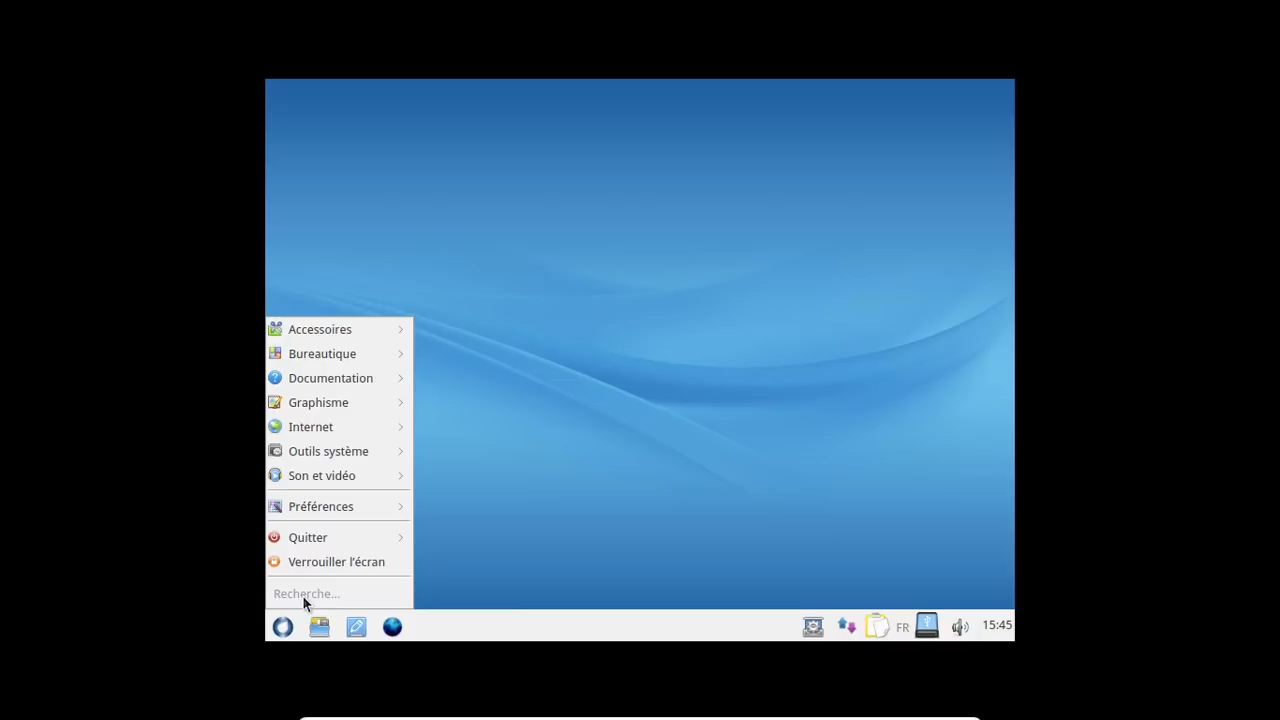 Accessoires
Bureautique
Documentation
Graphisme
Internet
Outils système
Son et vidéo
Préférences
Quitter
Verrouiller l'écran
Recherche...
FR
15:45